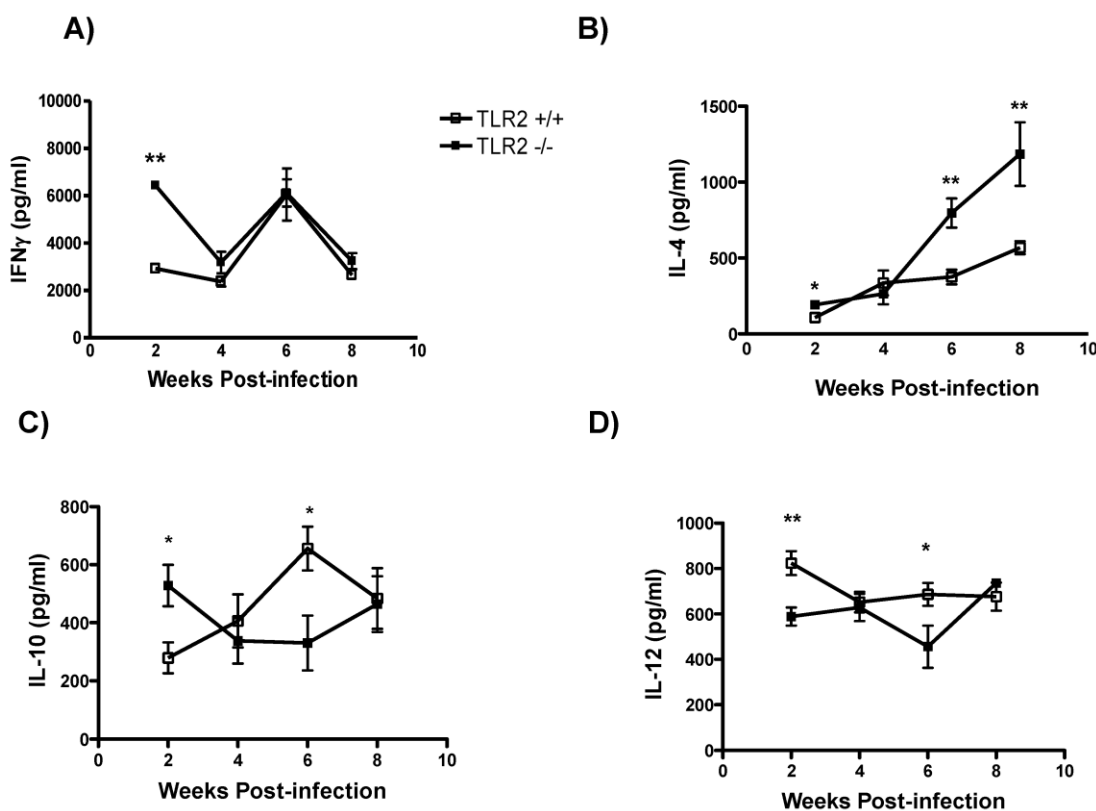 A)
10000
8000
6000
4000
2000
0
IFNγ (pg/ml)
**
0 2 4 6 8 10
Weeks Post-infection
TLR2 +/+
TLR2 -/-
B)
1500
1000
500
0
IL-4 (pg/ml)
*
**
**
0 2 4 6 8 10
Weeks Post-infection
C)
800
600
400
200
0
IL-10 (pg/ml)
*
*
0 2 4 6 8 10
Weeks Post-infection
D)
1000
800
600
400
200
0
IL-12 (pg/ml)
**
*
0 2 4 6 8 10
Weeks Post-infection